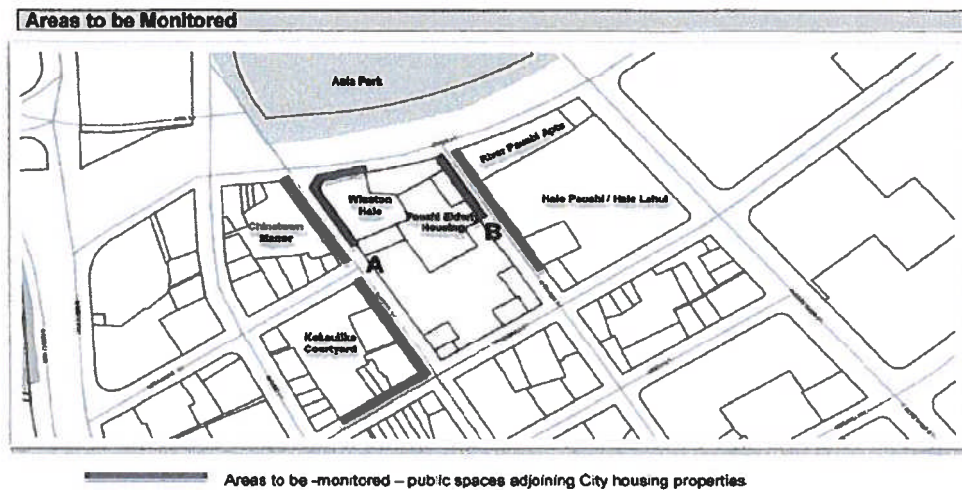 Areas to be Monitored
Aala Park
River Pauahi Apts
Winston
Hale
Pauahi Elderly
Housing
Hale Pauahi / Hale Lahui
Chinatown
Manor
B
A
Kekaulike
Courtyard
Areas to be -monitored – public spaces adjoining City housing properties